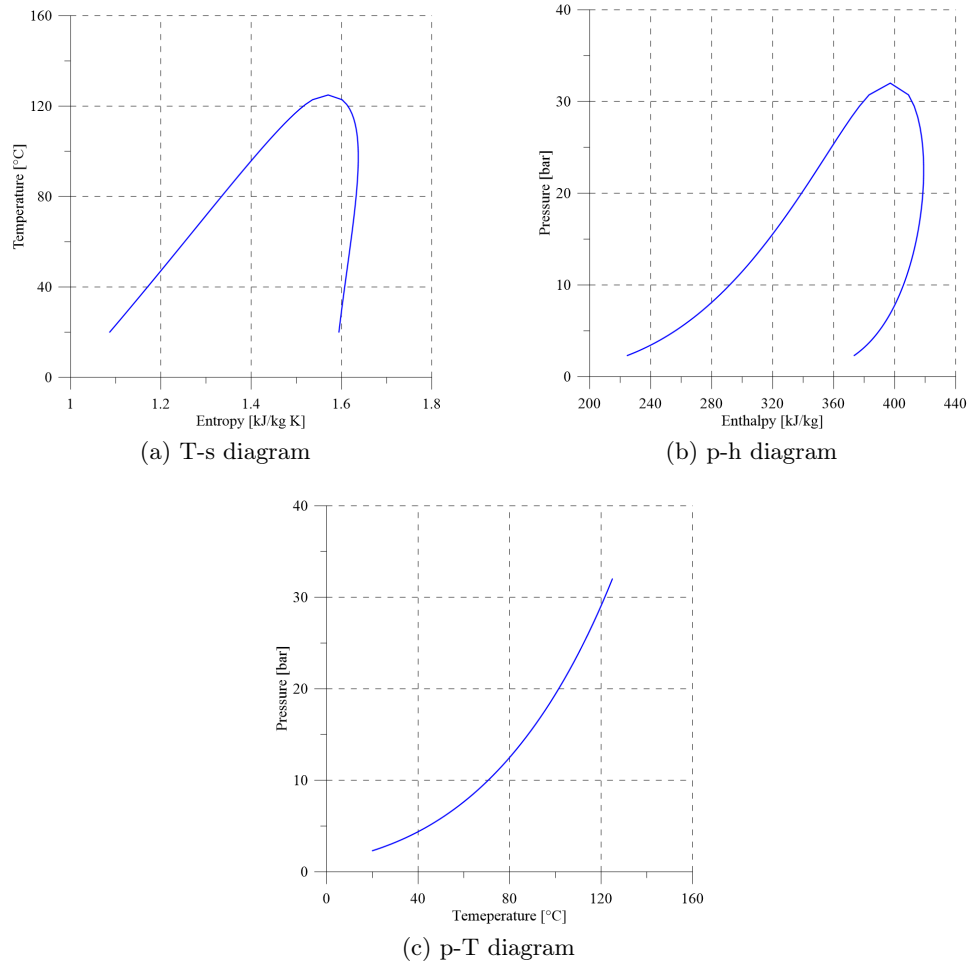 160
120
80
40
0
Temperature [°C]
1 1.2 1.4 1.6 1.8
Entropy [kJ/kg K]
(a) T-s diagram
40
30
20
10
0
Pressure [bar]
200 240 280 320 360 400 440
Enthalpy [kJ/kg]
(b) p-h diagram
40
30
20
10
0
Pressure [bar]
0 40 80 120 160
Temeperature [°C]
(c) p-T diagram